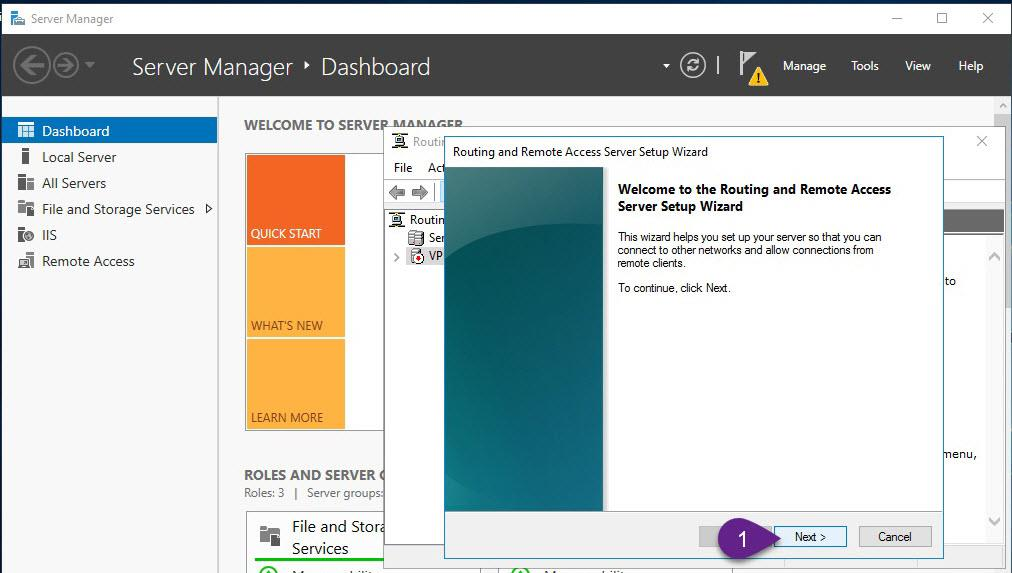 Server Manager
Server Manager ‣ Dashboard
Manage
Tools
View
Help
Dashboard
Local Server
All Servers
File and Storage Services
IIS
Remote Access
WELCOME TO SERVER MANAGER
QUICK START
WHAT'S NEW
LEARN MORE
ROLES AND SERVER
Roles: 3 | Server groups:
File and Stora
Services
Routin
File
Act
Routin
Ser
VP
to
menu,
Routing and Remote Access Server Setup Wizard
Welcome to the Routing and Remote Access
Server Setup Wizard
This wizard helps you set up your server so that you can
connect to other networks and allow connections from
remote clients.
To continue, click Next.
1
Next >
Cancel